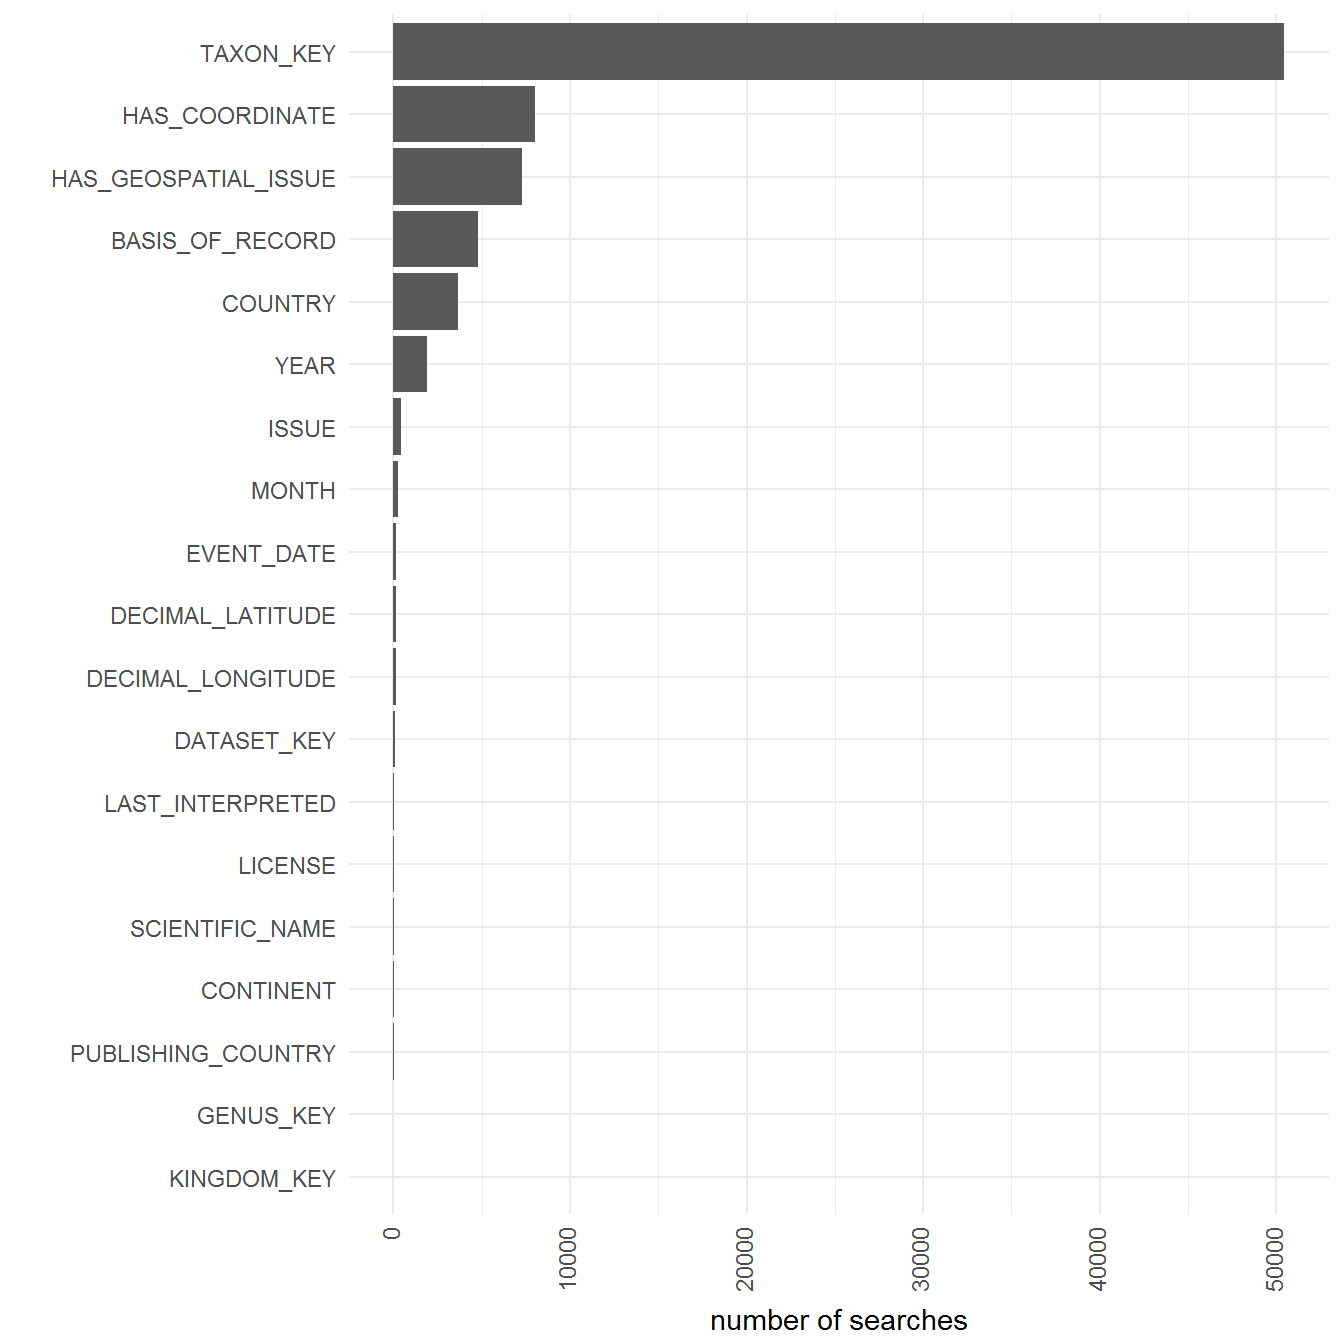 TAXON_KEY
HAS_COORDINATE
HAS_GEOSPATIAL_ISSUE
BASIS_OF_RECORD
COUNTRY
YEAR
ISSUE
MONTH
EVENT_DATE
DECIMAL_LATITUDE
DECIMAL_LONGITUDE
DATASET_KEY
LAST_INTERPRETED
LICENSE
SCIENTIFIC_NAME
CONTINENT
PUBLISHING_COUNTRY
GENUS_KEY
KINGDOM_KEY
0
10000
20000
30000
40000
50000
number of searches